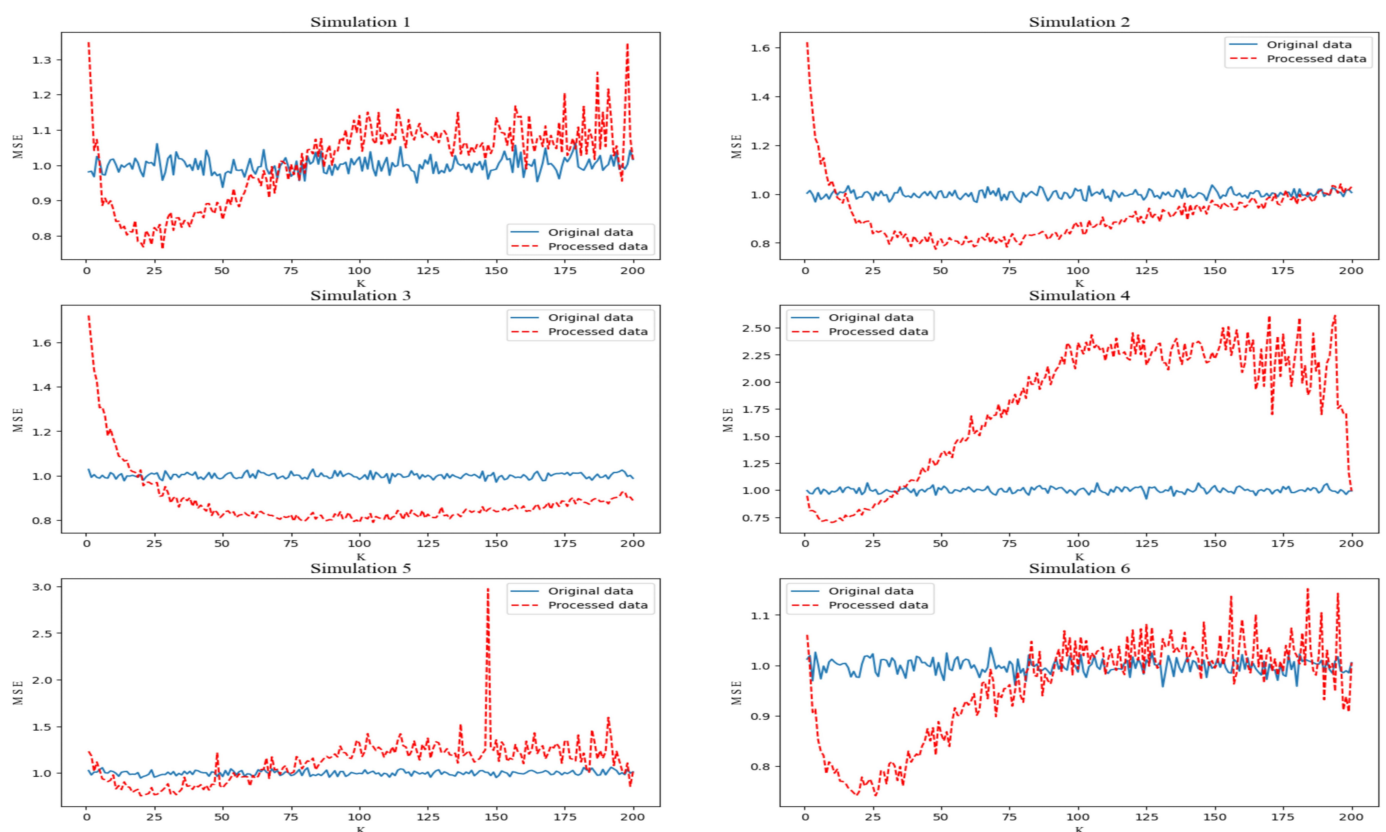 Simulation 1
MSE
1.3
1.2
1.1
1.0
0.9
0.8
Original data
Processed data
0 25 50 75 100 125 150 175 200
K
Simulation 2
MSE
1.6
1.4
1.2
1.0
0.8
Original data
Processed data
0 25 50 75 100 125 150 175 200
K
Simulation 3
MSE
1.6
1.4
1.2
1.0
0.8
Original data
Processed data
0 25 50 75 100 125 150 175 200
K
Simulation 4
MSE
2.50
2.25
2.00
1.75
1.50
1.25
1.00
0.75
Original data
Processed data
0 25 50 75 100 125 150 175 200
K
Simulation 5
MSE
3.0
2.5
2.0
1.5
1.0
Original data
Processed data
0 25 50 75 100 125 150 175 200
K
Simulation 6
MSE
1.1
1.0
0.9
0.8
Original data
Processed data
0 25 50 75 100 125 150 175 200
K